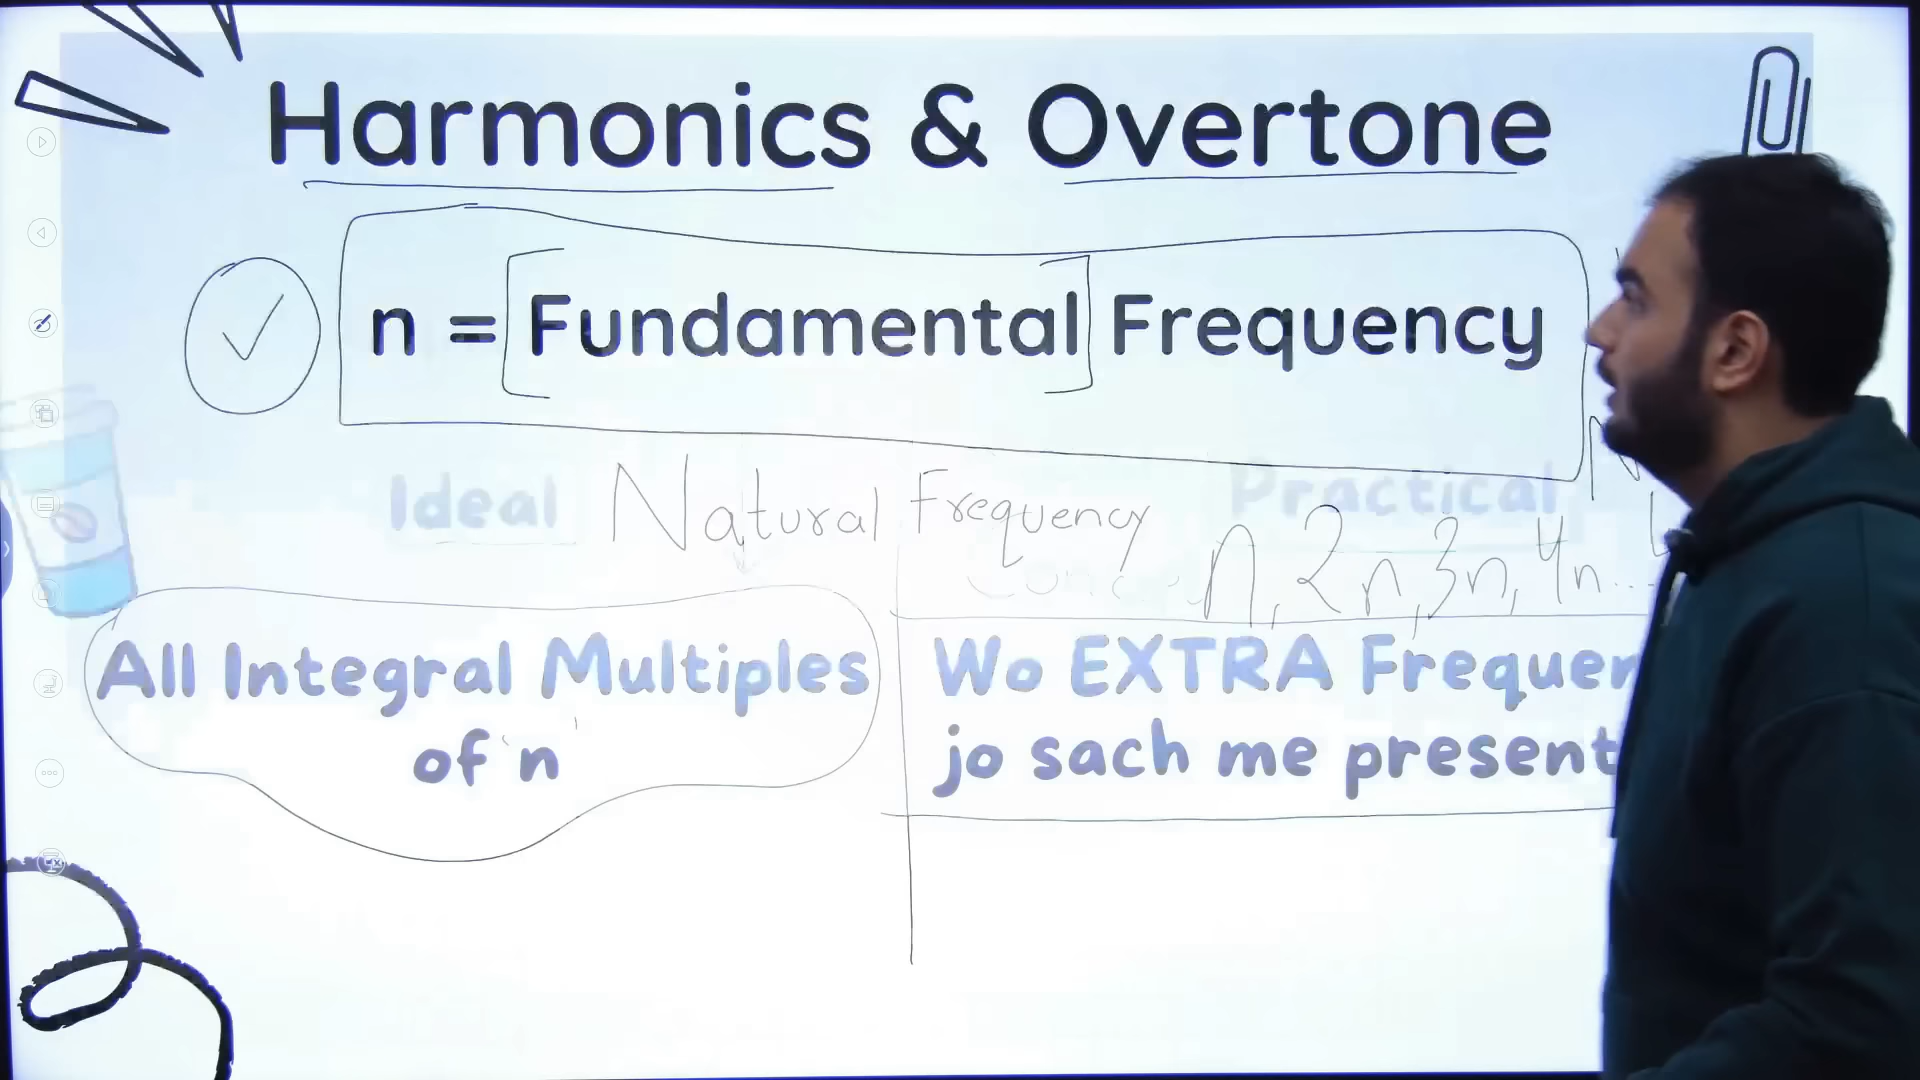 Harmonics & Overtone
n = [Fundamental] Frequency
Ideal
Natural Frequency
Practical
n, 2n, 3n, 4n...
All Integral Multiples
of 'n'
Wo EXTRA
jo sach me present